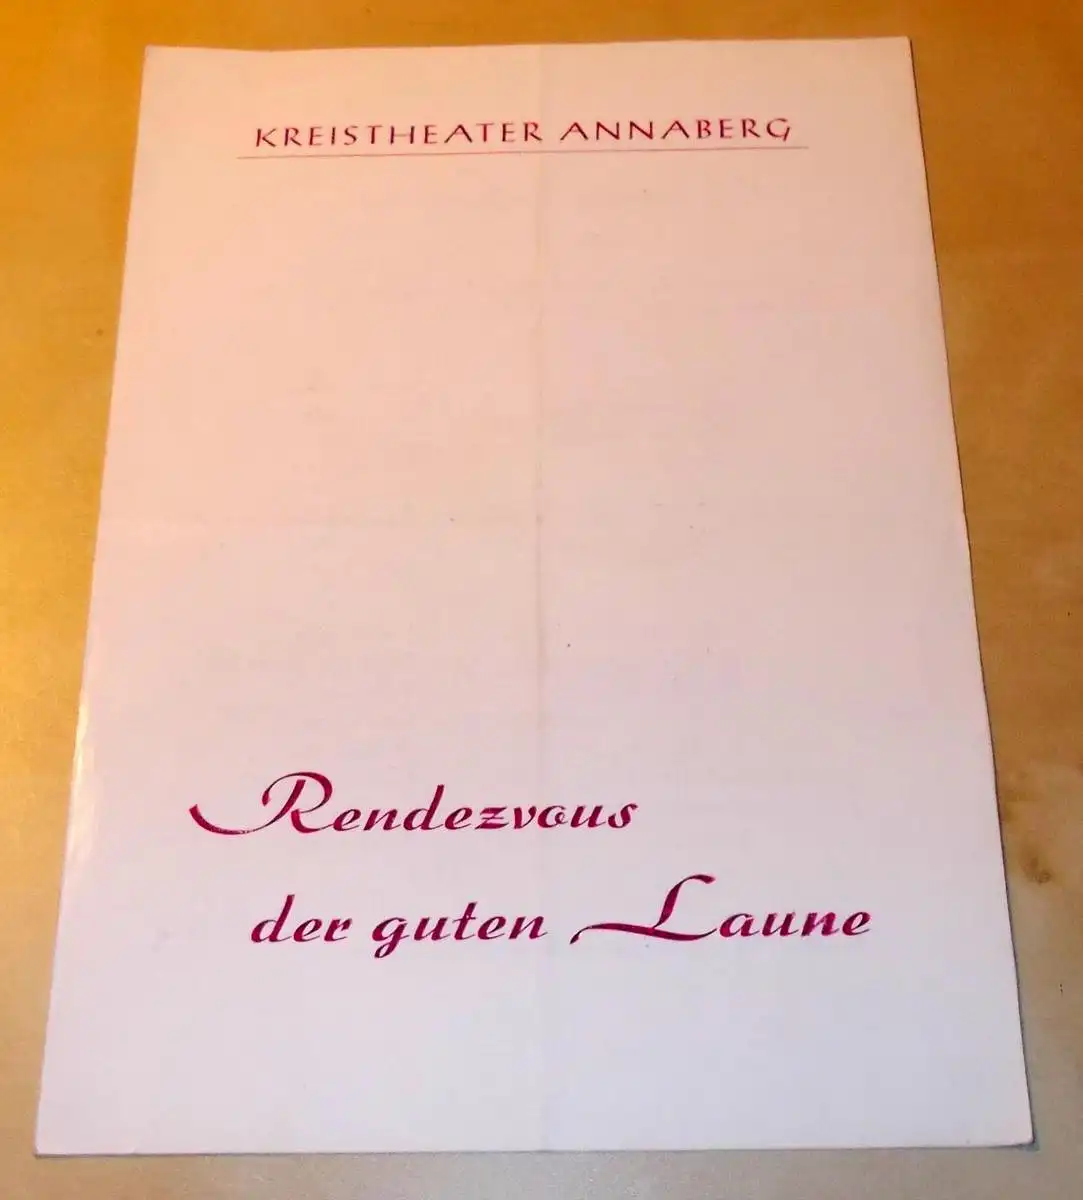 KREISTHEATER ANNABERG
Rendezvous
der guten Laune